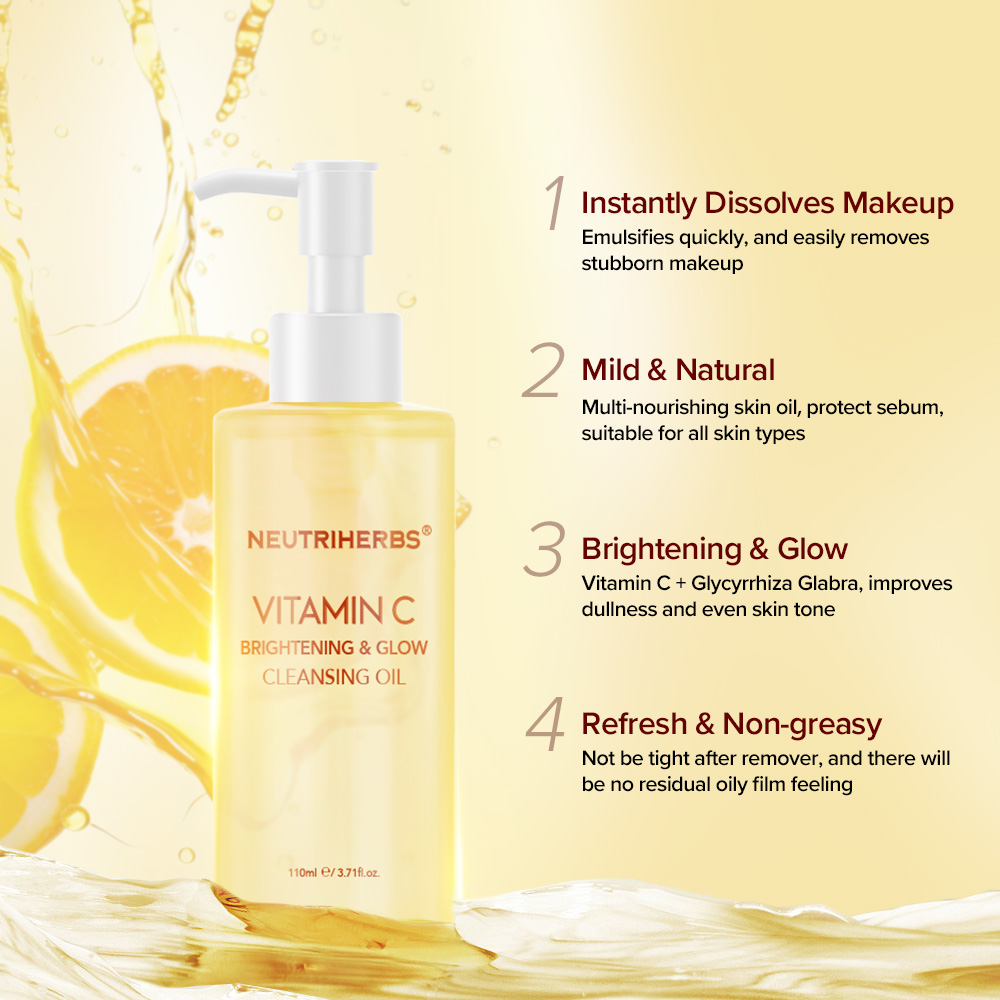 NEUTRIHERBS®
VITAMIN C
BRIGHTENING & GLOW
CLEANSING OIL
110ml ℮/ 3.71fl.oz.
1 Instantly Dissolves Makeup
Emulsifies quickly, and easily removes
stubborn makeup
2 Mild & Natural
Multi-nourishing skin oil, protect sebum,
suitable for all skin types
3 Brightening & Glow
Vitamin C + Glycyrrhiza Glabra, improves
dullness and even skin tone
4 Refresh & Non-greasy
Not be tight after remover, and there will
be no residual oily film feeling